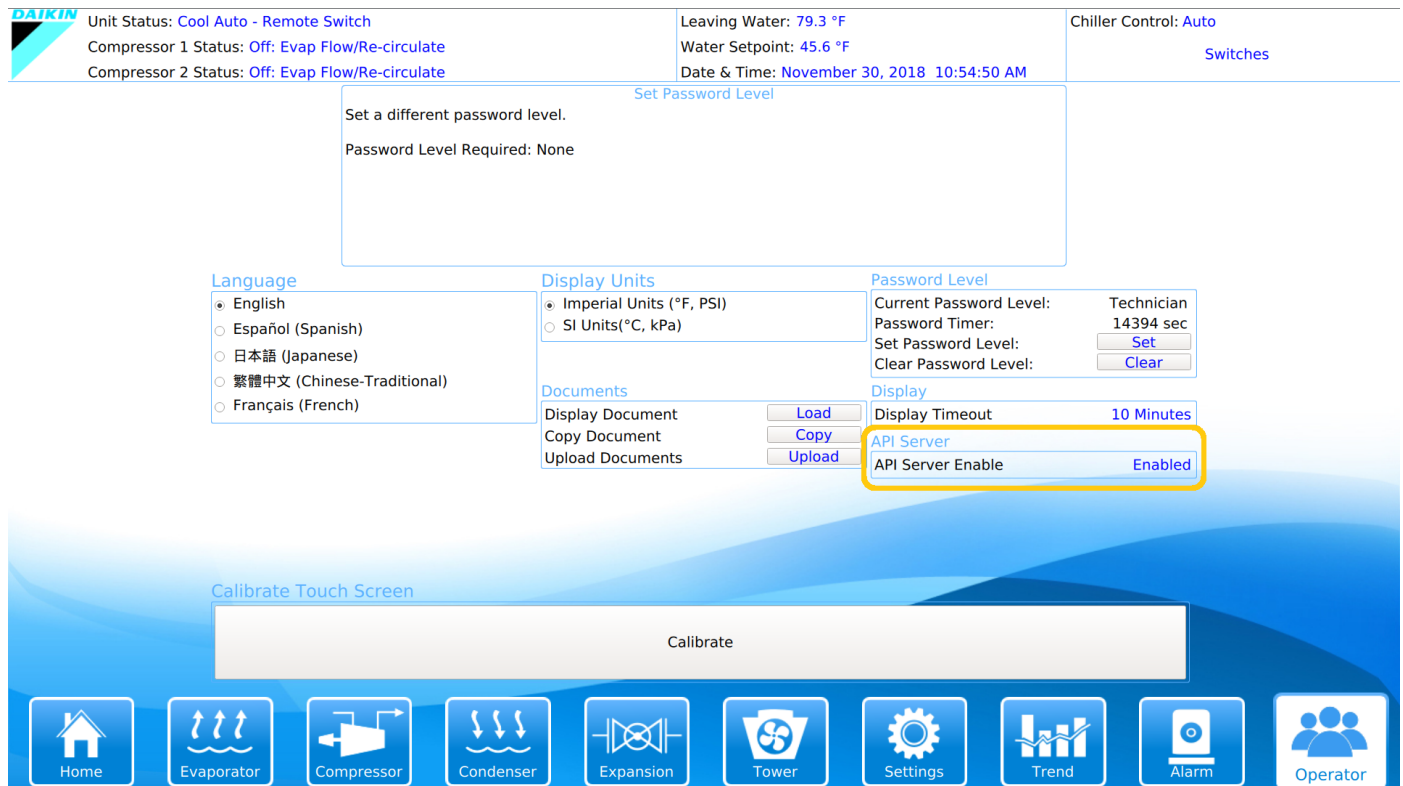 DAIKIN
Unit Status: Cool Auto - Remote Switch
Compressor 1 Status: Off: Evap Flow/Re-circulate
Compressor 2 Status: Off: Evap Flow/Re-circulate
Leaving Water: 79.3 °F
Water Setpoint: 45.6 °F
Date & Time: November 30, 2018 10:54:50 AM
Chiller Control: Auto
Switches
Set Password Level
Set a different password level.
Password Level Required: None
Language
English
Español (Spanish)
日本語 (Japanese)
繁體中文 (Chinese-Traditional)
Français (French)
Display Units
Imperial Units (°F, PSI)
SI Units(°C, kPa)
Documents
Display Document Load
Copy Document Copy
Upload Documents Upload
Password Level
Current Password Level: Technician
Password Timer: 14394 sec
Set Password Level: Set
Clear Password Level: Clear
Display
Display Timeout 10 Minutes
API Server
API Server Enable Enabled
Calibrate Touch Screen
Calibrate
Home Evaporator Compressor Condenser Expansion Tower Settings Trend Alarm Operator